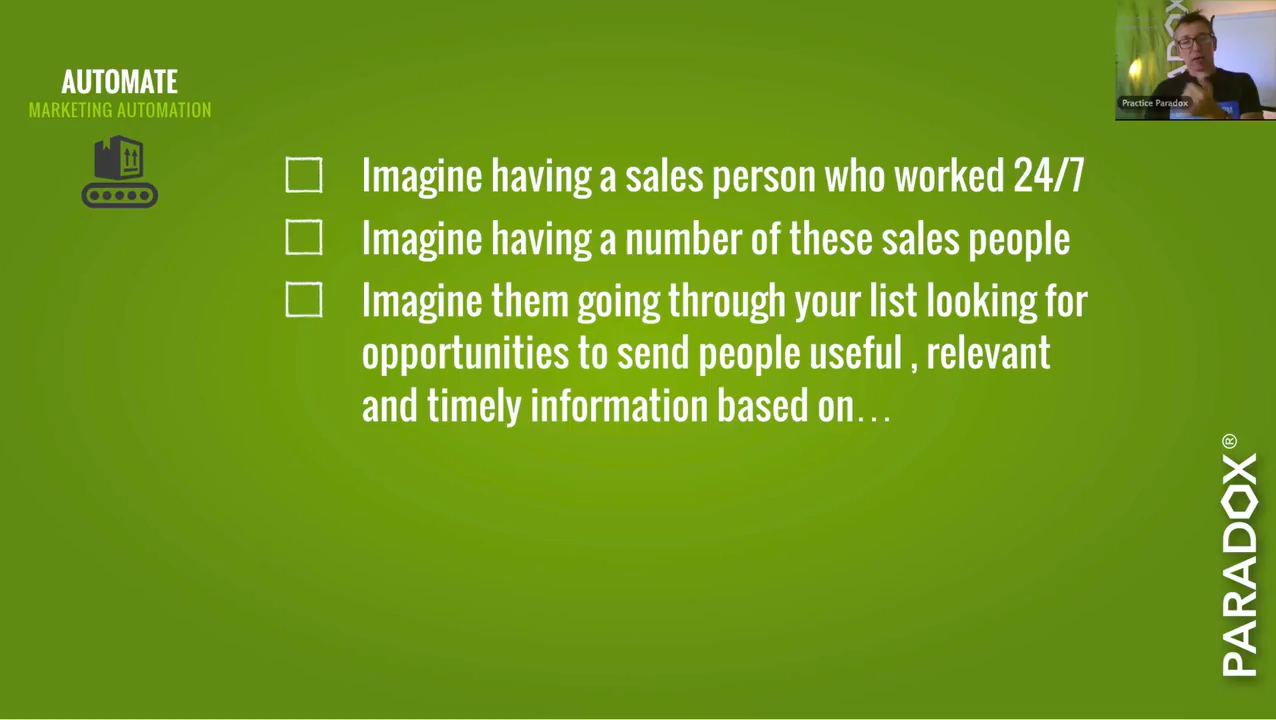 AUTOMATE
MARKETING AUTOMATION
Imagine having a sales person who worked 24/7
Imagine having a number of these sales people
Imagine them going through your list looking for
opportunities to send people useful , relevant
and timely information based on...
Practice Paradox
PARADOX®